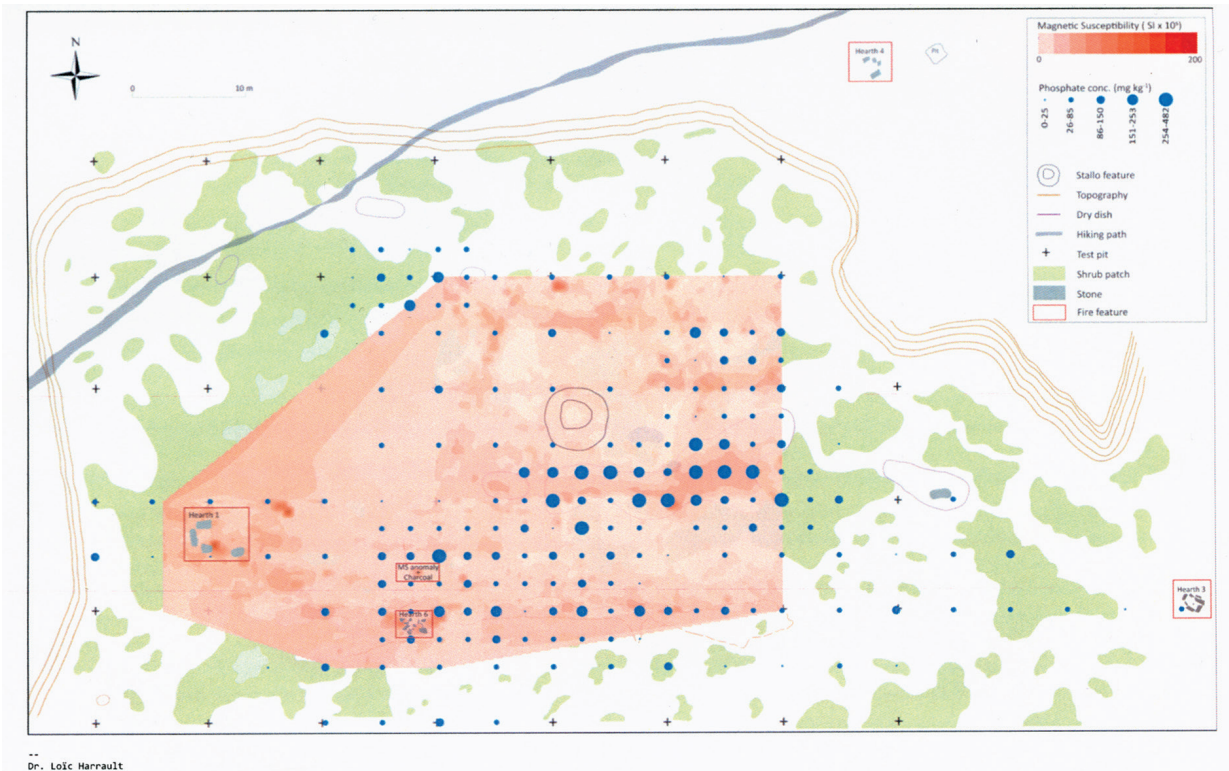 N
0 10 m
Hearth 4
Pit
Magnetic Susceptibility ( SI x 10⁶)
0 200
Phosphate conc. (mg kg⁻¹)
0-25
26-85
86-150
151-253
254-482
Stallo feature
Topography
Dry dish
Hiking path
Test pit
Shrub patch
Stone
Fire feature
Hearth 1
MS anomaly
Charcoal
Hearth 6
Hearth 3
--
Dr. Loïc Harrault